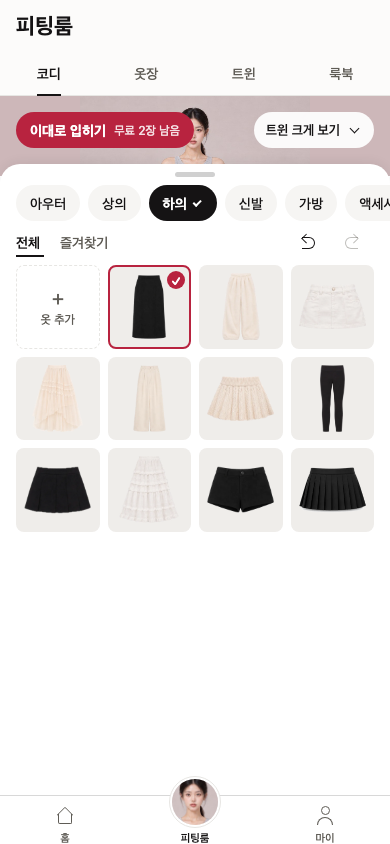 피팅룸
코디
옷장
트윈
룩북
이대로 입히기 무료 2장 남음
트윈 크게 보기
아우터
상의
하의
신발
가방
액세서
전체
즐겨찾기
+
옷 추가
홈
피팅룸
마이